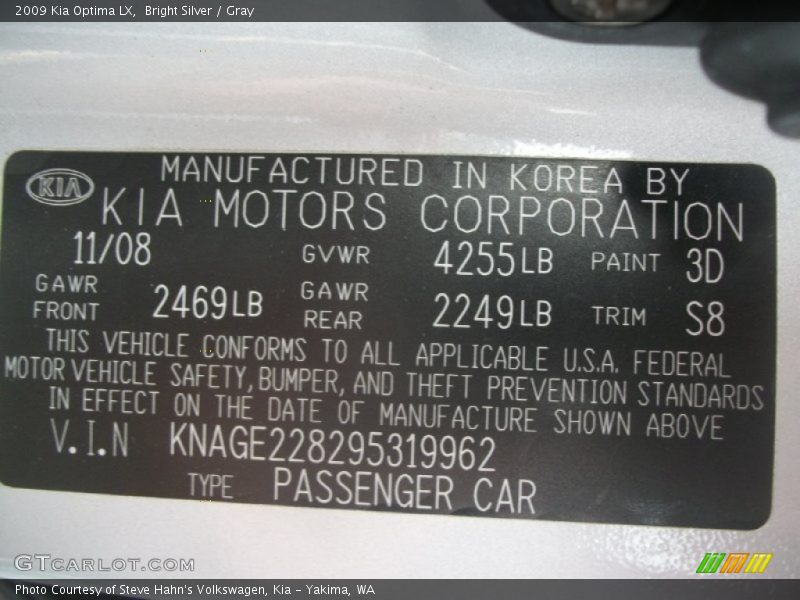 2009 Kia Optima LX, Bright Silver / Gray
MANUFACTURED IN KOREA BY
KIA
KIA MOTORS CORPORATION
11/08 GVWR 4255LB PAINT 3D
GAWR FRONT 2469LB GAWR REAR 2249LB TRIM S8
THIS VEHICLE CONFORMS TO ALL APPLICABLE U.S.A. FEDERAL
MOTOR VEHICLE SAFETY, BUMPER, AND THEFT PREVENTION STANDARDS
IN EFFECT ON THE DATE OF MANUFACTURE SHOWN ABOVE
V.I.N KNAGE228295319962
TYPE PASSENGER CAR
GTCarLot.com
Photo Courtesy of Steve Hahn's Volkswagen, Kia - Yakima, WA